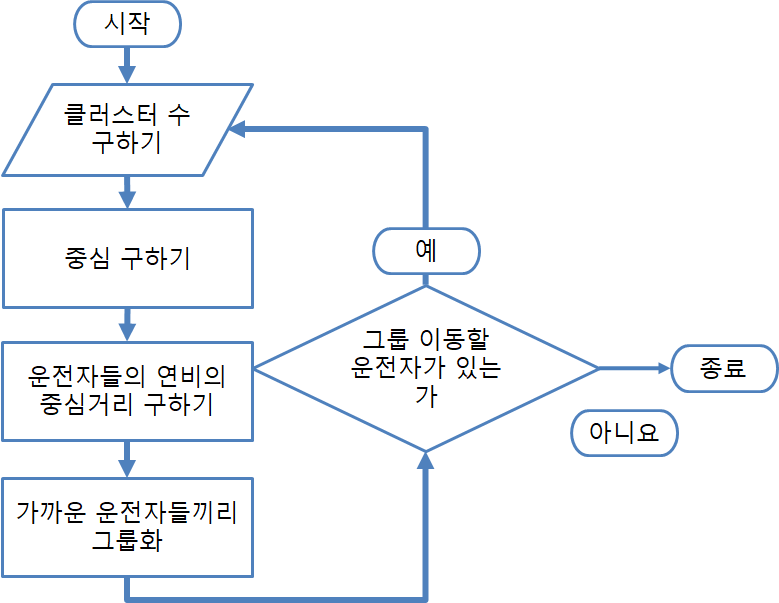 시작
클러스터 수
구하기
중심 구하기
운전자들의 연비의
중심거리 구하기
가까운 운전자들끼리
그룹화
예
그룹 이동할
운전자가 있는
가
종료
아니요